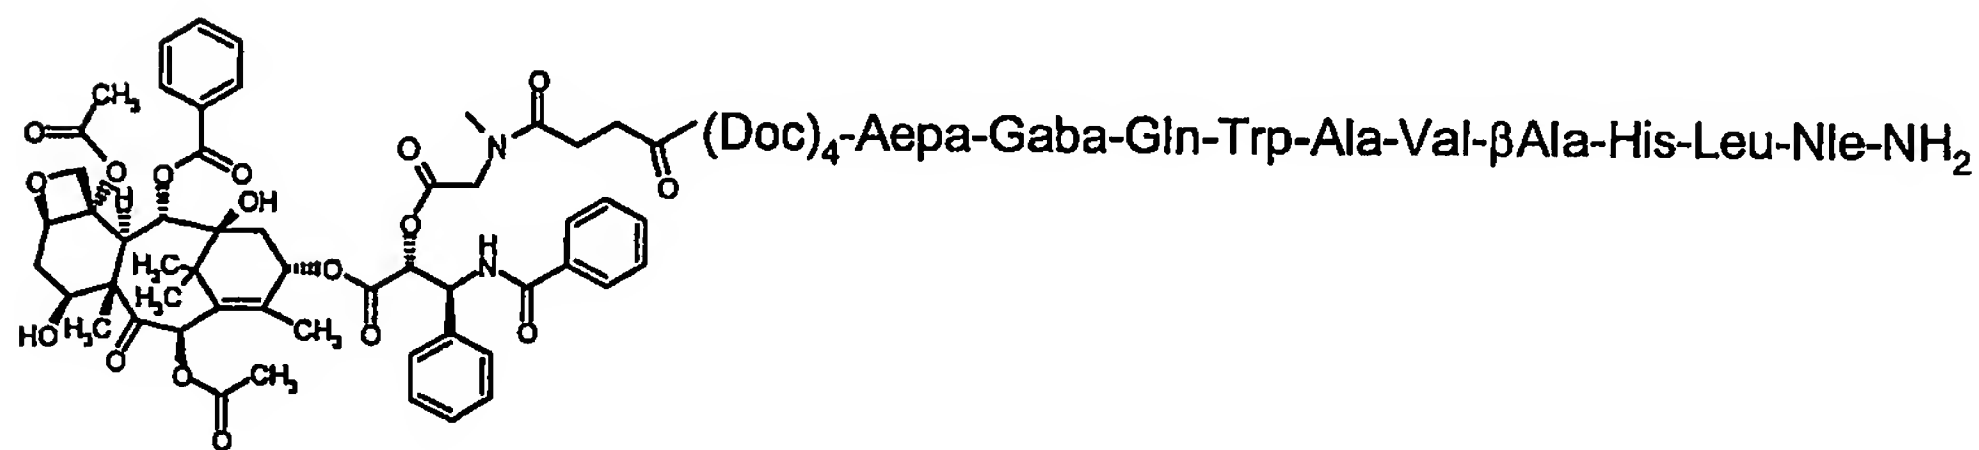 (Doc)₄-Aepa-Gaba-Gln-Trp-Ala-Val-βAla-His-Leu-Nle-NH₂
O
CH₃
O
O
O
O
N
O
O
O
H
O
O
OH
O
H
N
H₃C
H₃C
O
O
O
HO
H₃C
O
CH₃
O
CH₃
O